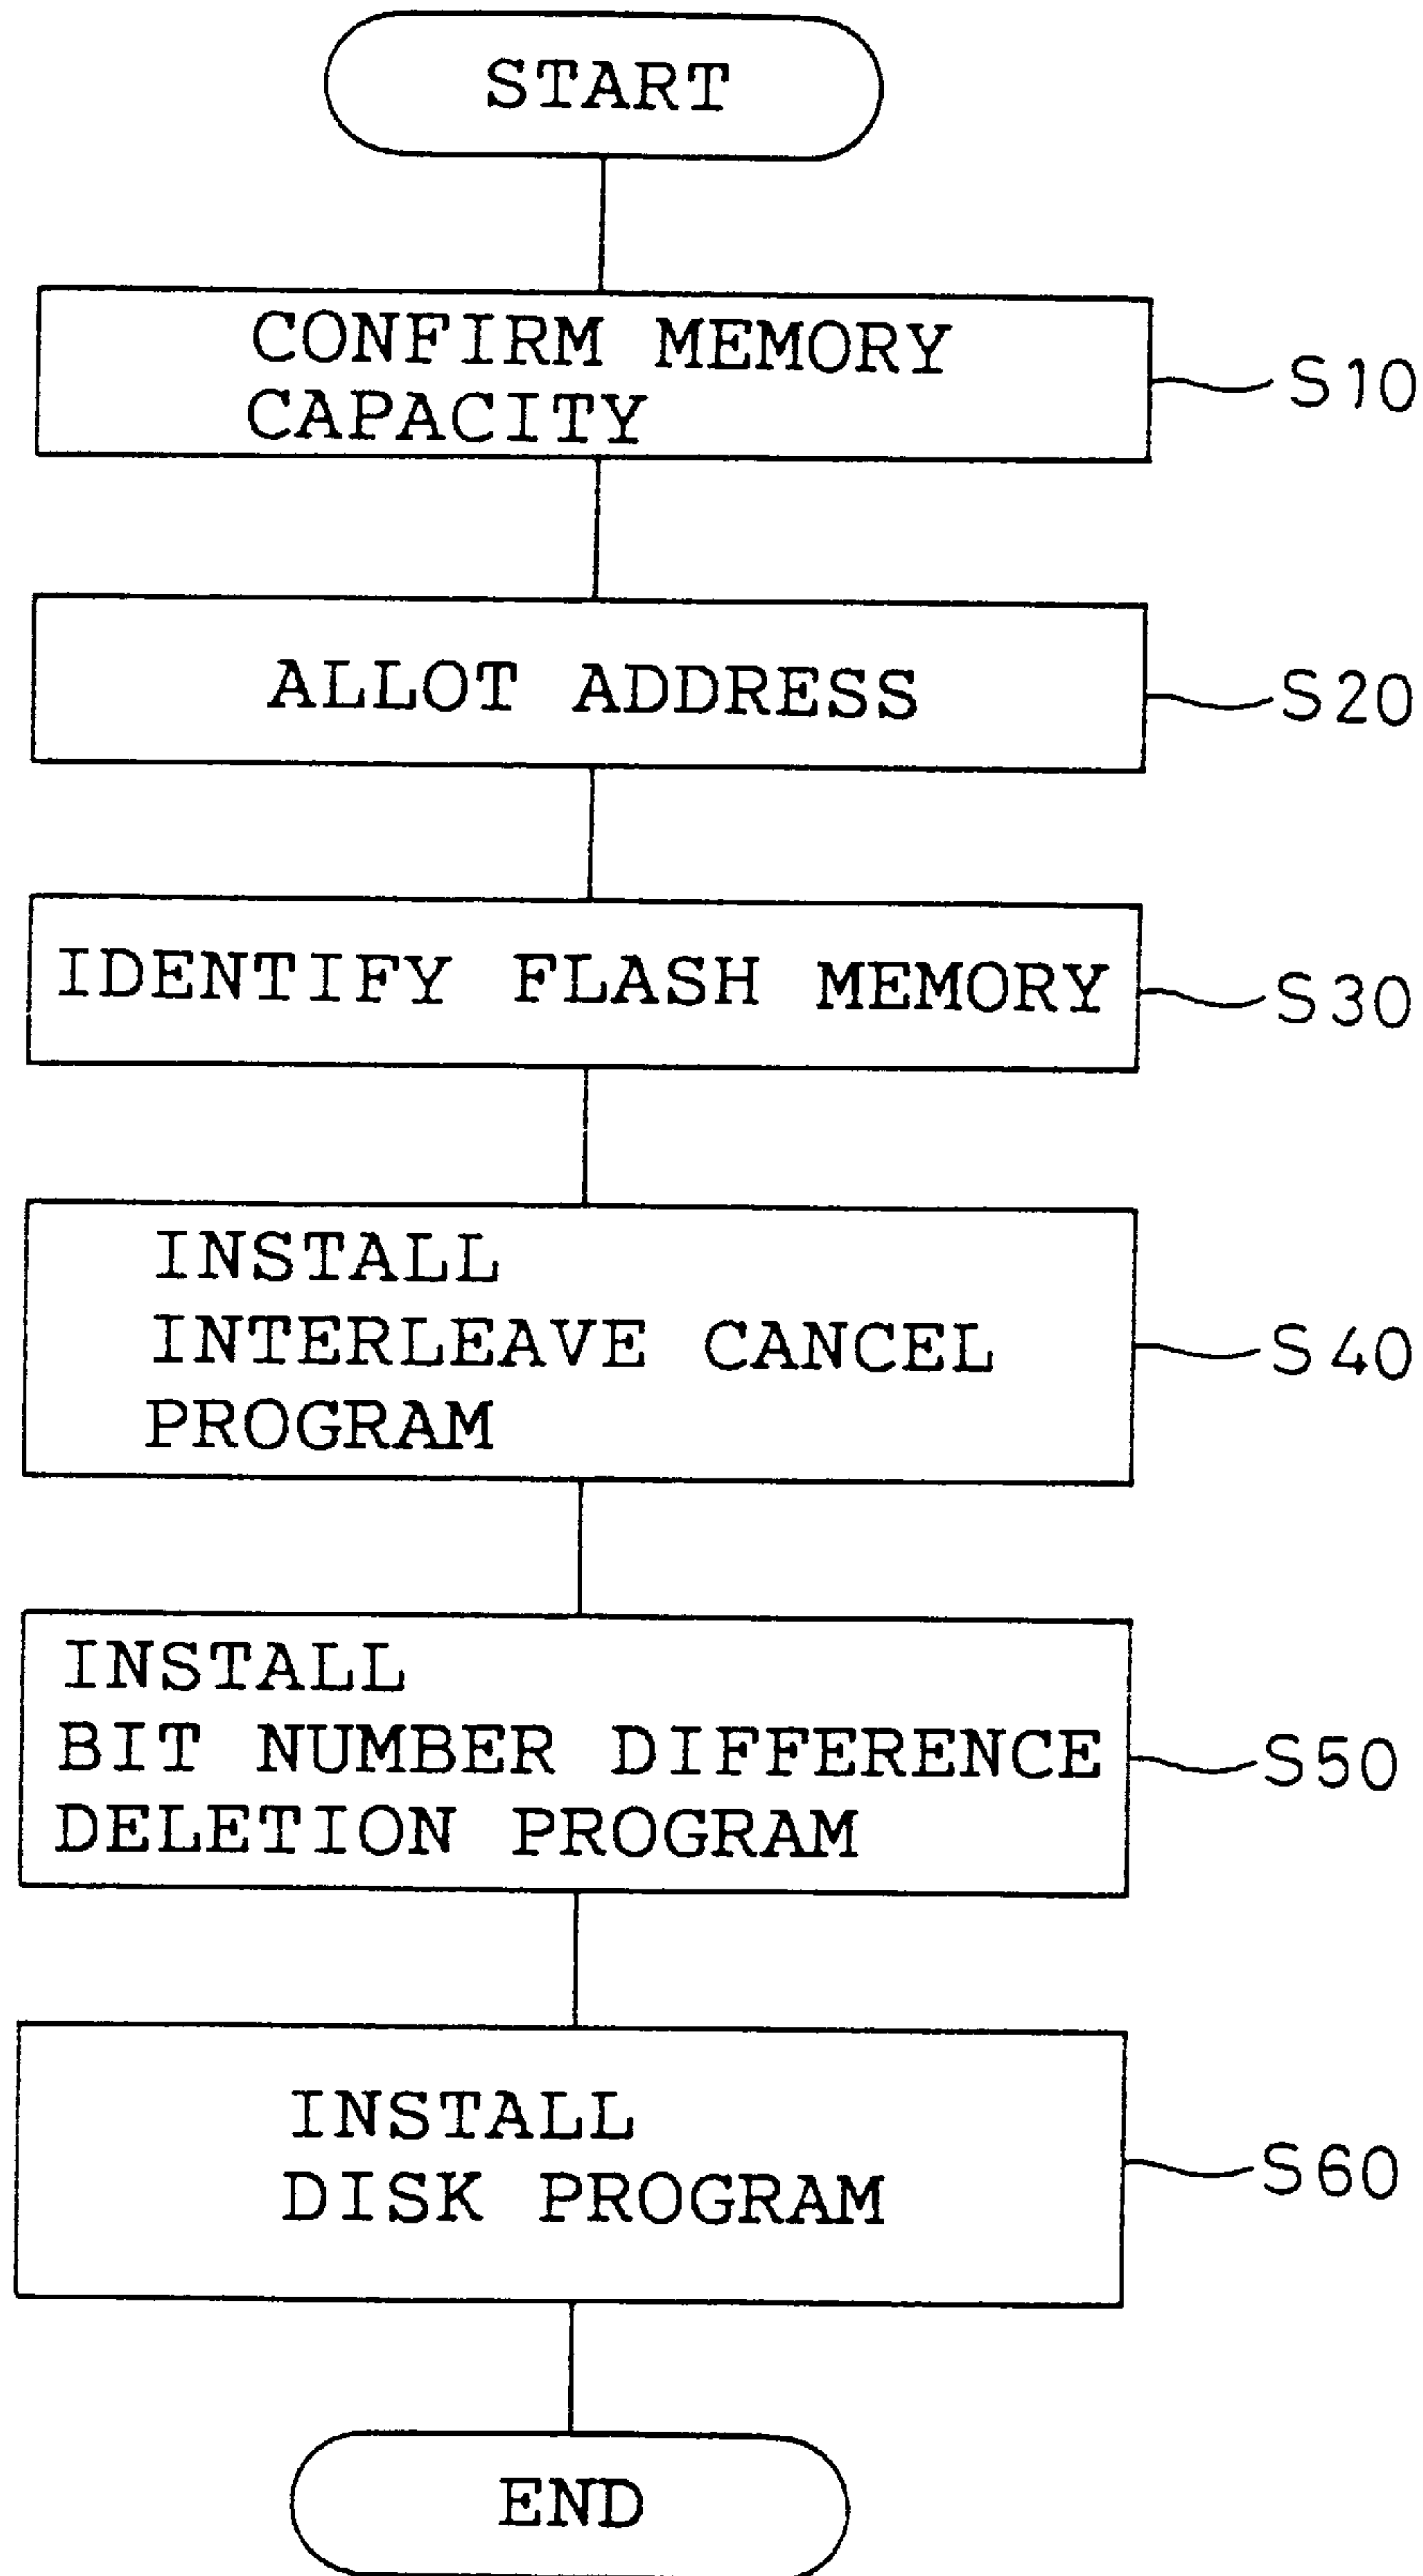 START
CONFIRM MEMORY
CAPACITY
S10
ALLOT ADDRESS
S20
IDENTIFY FLASH MEMORY
S30
INSTALL
INTERLEAVE CANCEL
PROGRAM
S40
INSTALL
BIT NUMBER DIFFERENCE
DELETION PROGRAM
S50
INSTALL
DISK PROGRAM
S60
END